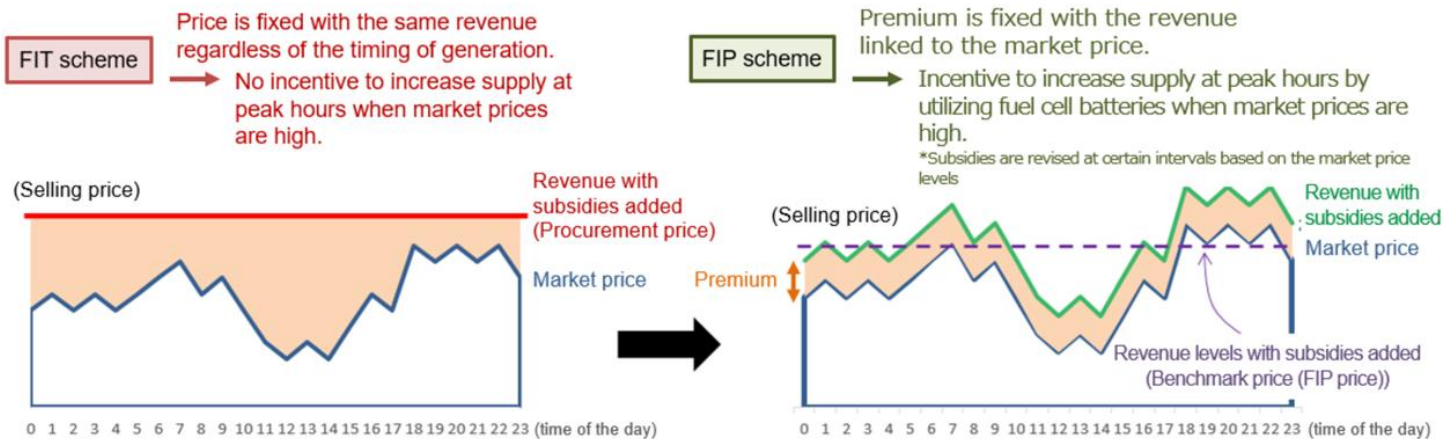 FIT scheme
Price is fixed with the same revenue
regardless of the timing of generation.
No incentive to increase supply at
peak hours when market prices
are high.
(Selling price)
Revenue with
subsidies added
(Procurement price)
Market price
0 1 2 3 4 5 6 7 8 9 10 11 12 13 14 15 16 17 18 19 20 21 22 23 (time of the day)
FIP scheme
Premium is fixed with the revenue
linked to the market price.
Incentive to increase supply at peak hours by
utilizing fuel cell batteries when market prices are
high.
*Subsidies are revised at certain intervals based on the market price
levels
(Selling price)
Revenue with
subsidies added
Market price
Premium
Revenue levels with subsidies added
(Benchmark price (FIP price))
0 1 2 3 4 5 6 7 8 9 10 11 12 13 14 15 16 17 18 19 20 21 22 23 (time of the day)